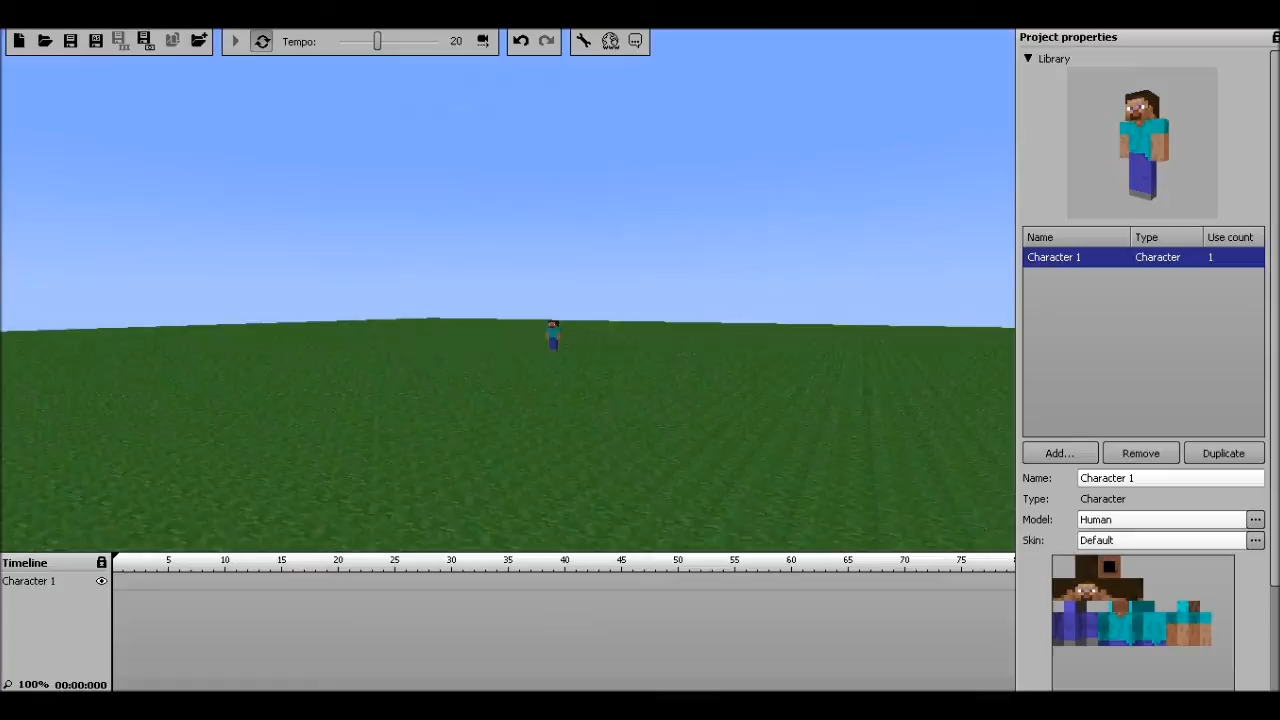 Tempo: 20
Project properties
Library
Name Type Use count
Character 1 Character 1
Add... Remove Duplicate
Name: Character 1
Type: Character
Model: Human ...
Skin: Default ...
Timeline 5 10 15 20 25 30 35 40 45 50 55 60 65 70 75 8
Character 1
100% 00:00:000